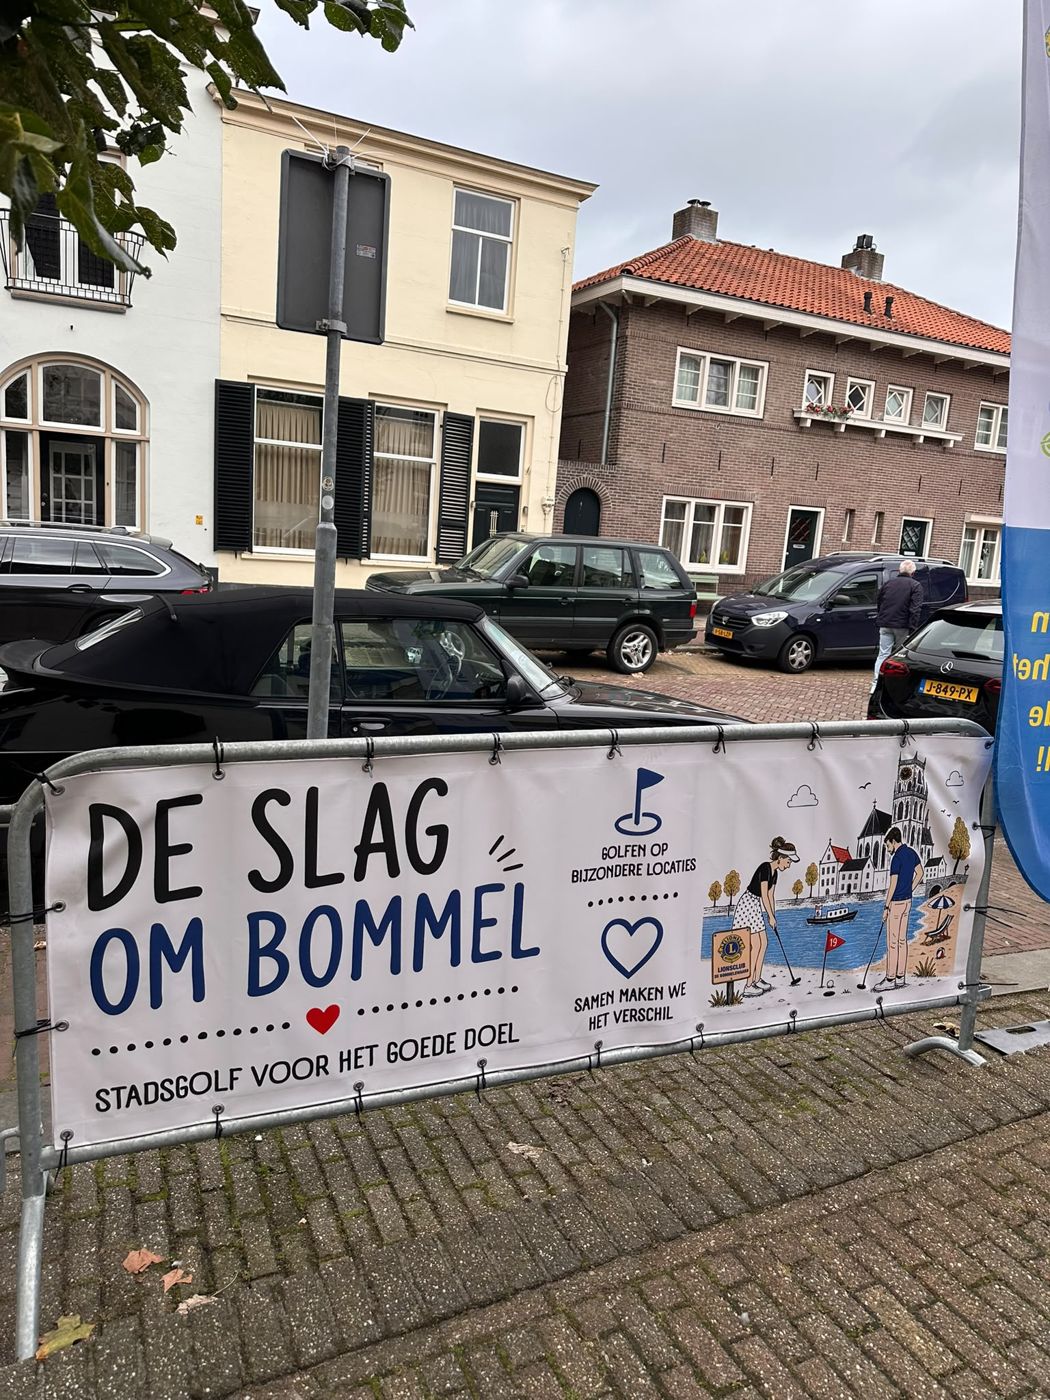 DE SLAG
OM BOMMEL
STADSGOLF VOOR HET GOEDE DOEL
GOLFEN OP
BIJZONDERE LOCATIES
SAMEN MAKEN WE
HET VERSCHIL
19
LIONS
L
LIONSCLUB
J-849-PX